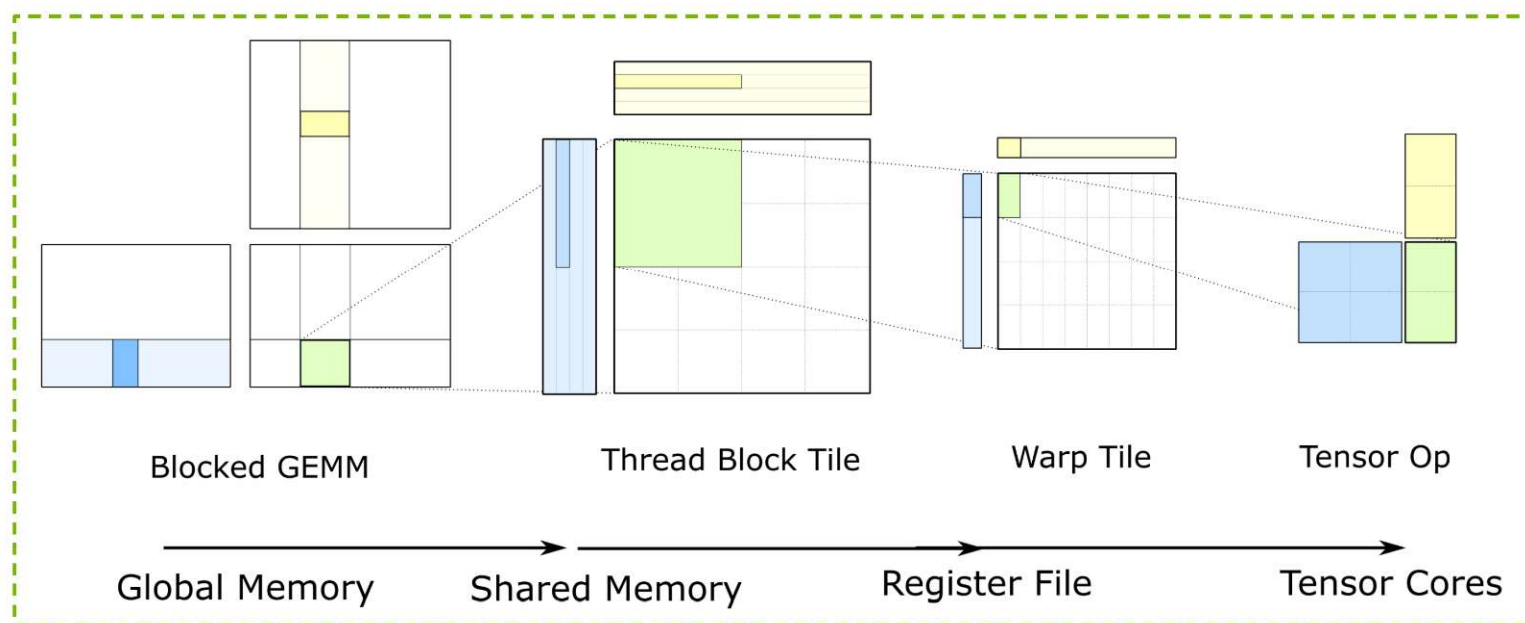 Blocked GEMM
Thread Block Tile
Warp Tile
Tensor Op
Global Memory
Shared Memory
Register File
Tensor Cores